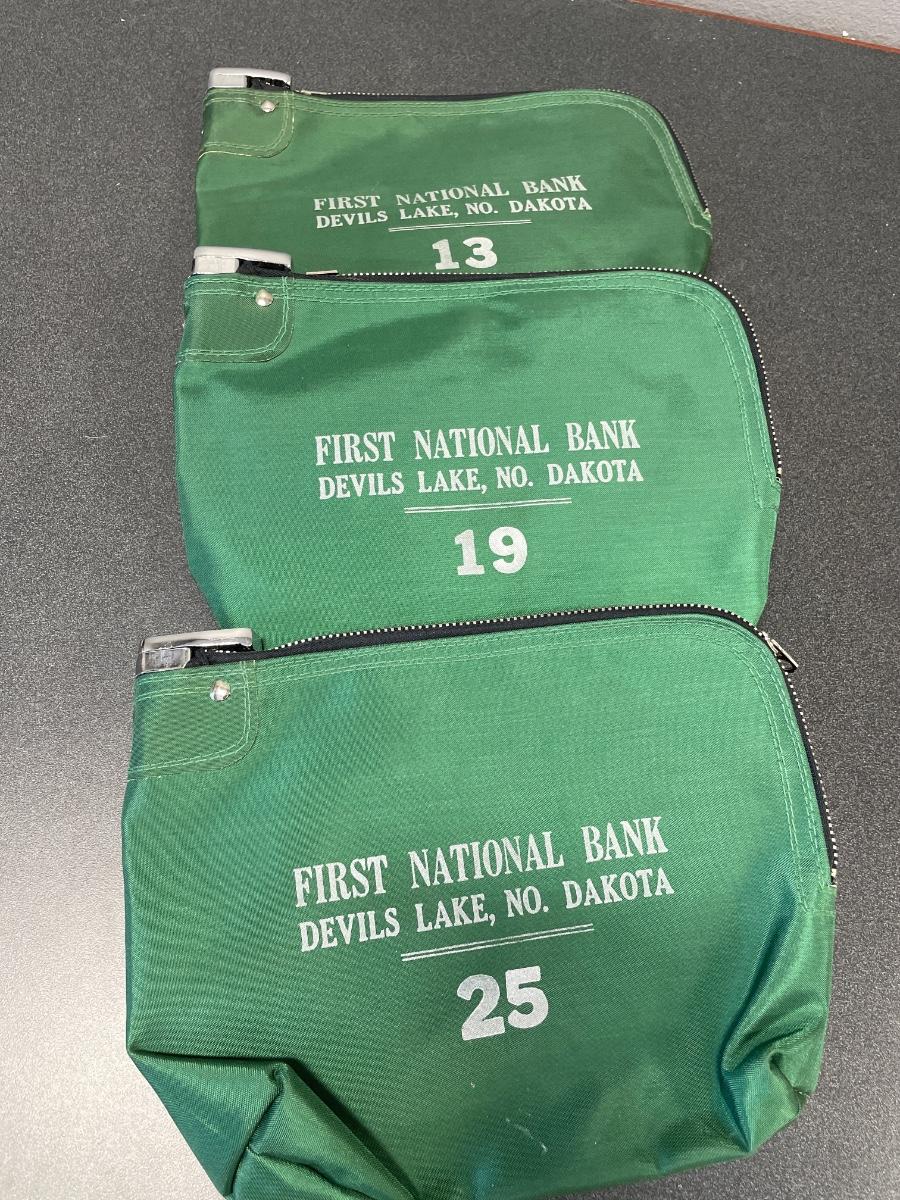 FIRST NATIONAL BANK
DEVILS LAKE, NO. DAKOTA
13
FIRST NATIONAL BANK
DEVILS LAKE, NO. DAKOTA
19
FIRST NATIONAL BANK
DEVILS LAKE, NO. DAKOTA
25